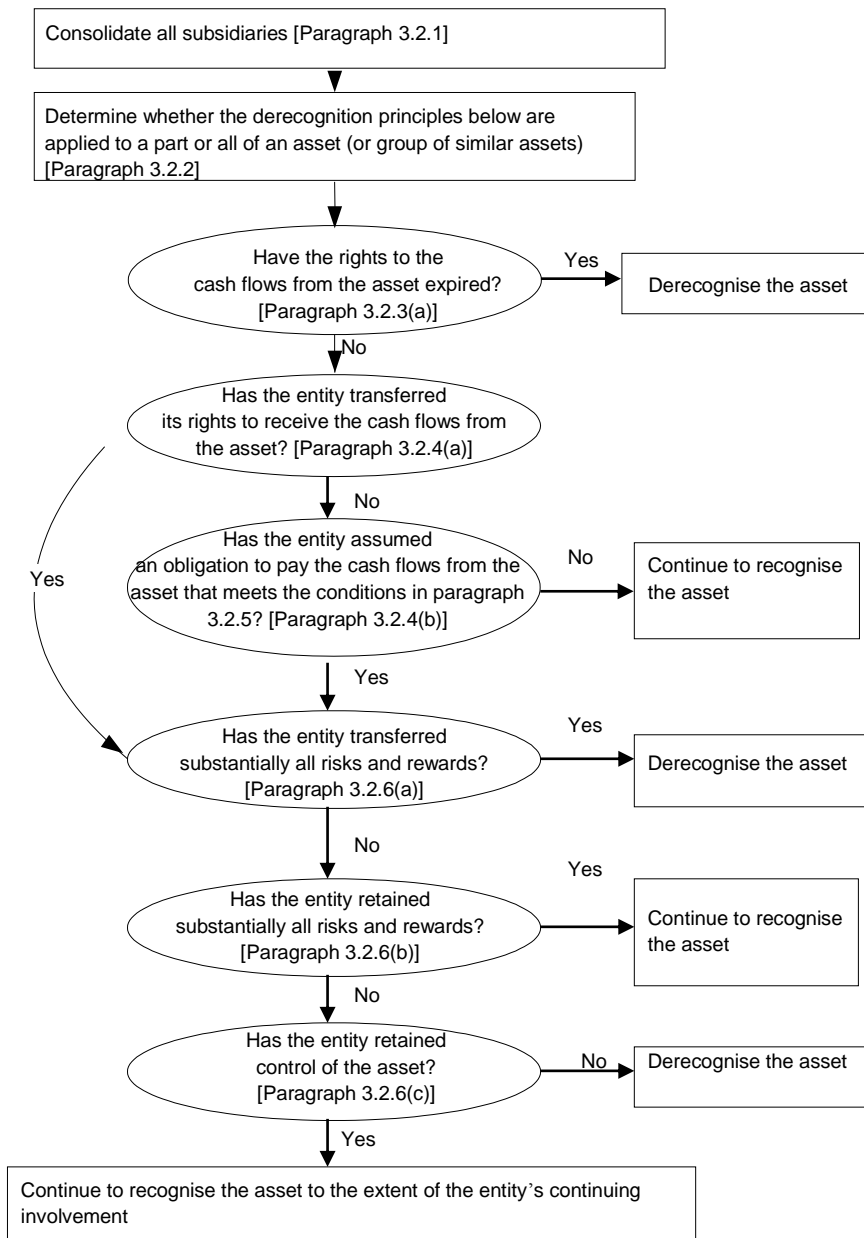 Consolidate all subsidiaries [Paragraph 3.2.1]
Determine whether the derecognition principles below are
applied to a part or all of an asset (or group of similar assets)
[Paragraph 3.2.2]
Have the rights to the
cash flows from the asset expired?
[Paragraph 3.2.3(a)]
Yes
Derecognise the asset
No
Has the entity transferred
its rights to receive the cash flows from
the asset? [Paragraph 3.2.4(a)]
Yes
No
Has the entity assumed
an obligation to pay the cash flows from the
asset that meets the conditions in paragraph
3.2.5? [Paragraph 3.2.4(b)]
No
Continue to recognise
the asset
Yes
Has the entity transferred
substantially all risks and rewards?
[Paragraph 3.2.6(a)]
Yes
Derecognise the asset
No
Has the entity retained
substantially all risks and rewards?
[Paragraph 3.2.6(b)]
Yes
Continue to recognise
the asset
No
Has the entity retained
control of the asset?
[Paragraph 3.2.6(c)]
No
Derecognise the asset
Yes
Continue to recognise the asset to the extent of the entity’s continuing
involvement